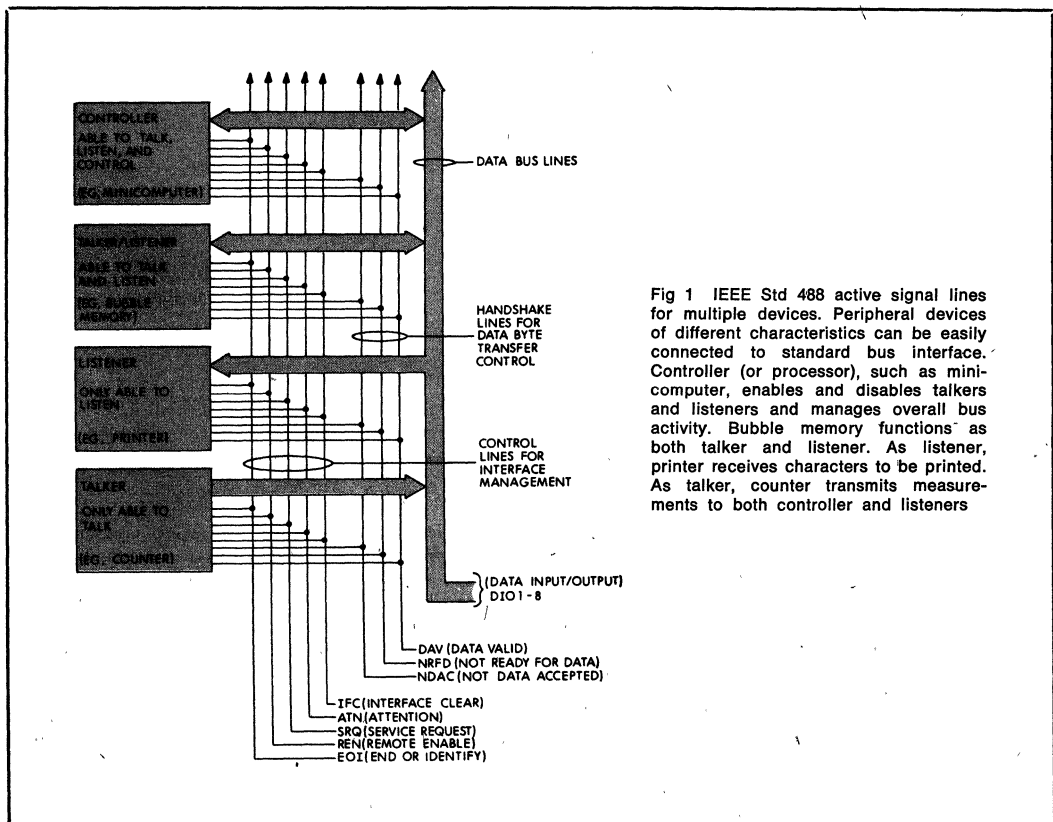 CONTROLLER
ABLE TO TALK,
LISTEN, AND
CONTROL
(EG, MINICOMPUTER)
DATA BUS LINES
TALKER/LISTENER
ABLE TO TALK
AND LISTEN
(EG, BUBBLE
MEMORY)
HANDSHAKE
LINES FOR
DATA BYTE
TRANSFER
CONTROL
LISTENER
ONLY ABLE TO
LISTEN
(EG, PRINTER)
CONTROL
LINES FOR
INTERFACE
MANAGEMENT
TALKER
ONLY ABLE TO
TALK
(EG, COUNTER)
(DATA INPUT/OUTPUT)
DIO1-8
DAV (DATA VALID)
NRFD (NOT READY FOR DATA)
NDAC (NOT DATA ACCEPTED)
IFC (INTERFACE CLEAR)
ATN (ATTENTION)
SRQ (SERVICE REQUEST)
REN (REMOTE ENABLE)
EOI (END OR IDENTIFY)
Fig 1 IEEE Std 488 active signal lines
for multiple devices. Peripheral devices
of different characteristics can be easily
connected to standard bus interface.
Controller (or processor), such as mini-
computer, enables and disables talkers
and listeners and manages overall bus
activity. Bubble memory functions as
both talker and listener. As listener,
printer receives characters to be printed.
As talker, counter transmits measure-
ments to both controller and listeners